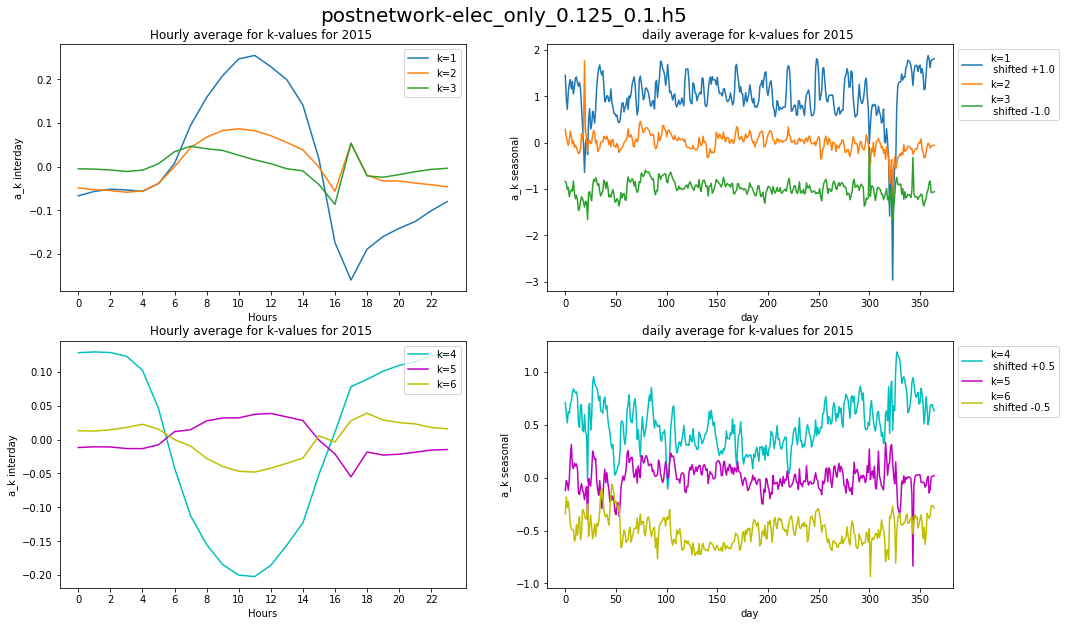 postnetwork-elec_only_0.125_0.1.h5
Hourly average for k-values for 2015
a_k interday
0.2
0.1
0.0
−0.1
−0.2
k=1
k=2
k=3
0 2 4 6 8 10 12 14 16 18 20 22
Hours
daily average for k-values for 2015
a_k seasonal
2
1
0
−1
−2
−3
k=1
shifted +1.0
k=2
k=3
shifted -1.0
0 50 100 150 200 250 300 350
day
Hourly average for k-values for 2015
a_k interday
0.10
0.05
0.00
−0.05
−0.10
−0.15
−0.20
k=4
k=5
k=6
0 2 4 6 8 10 12 14 16 18 20 22
Hours
daily average for k-values for 2015
a_k seasonal
1.0
0.5
0.0
−0.5
−1.0
k=4
shifted +0.5
k=5
k=6
shifted -0.5
0 50 100 150 200 250 300 350
day